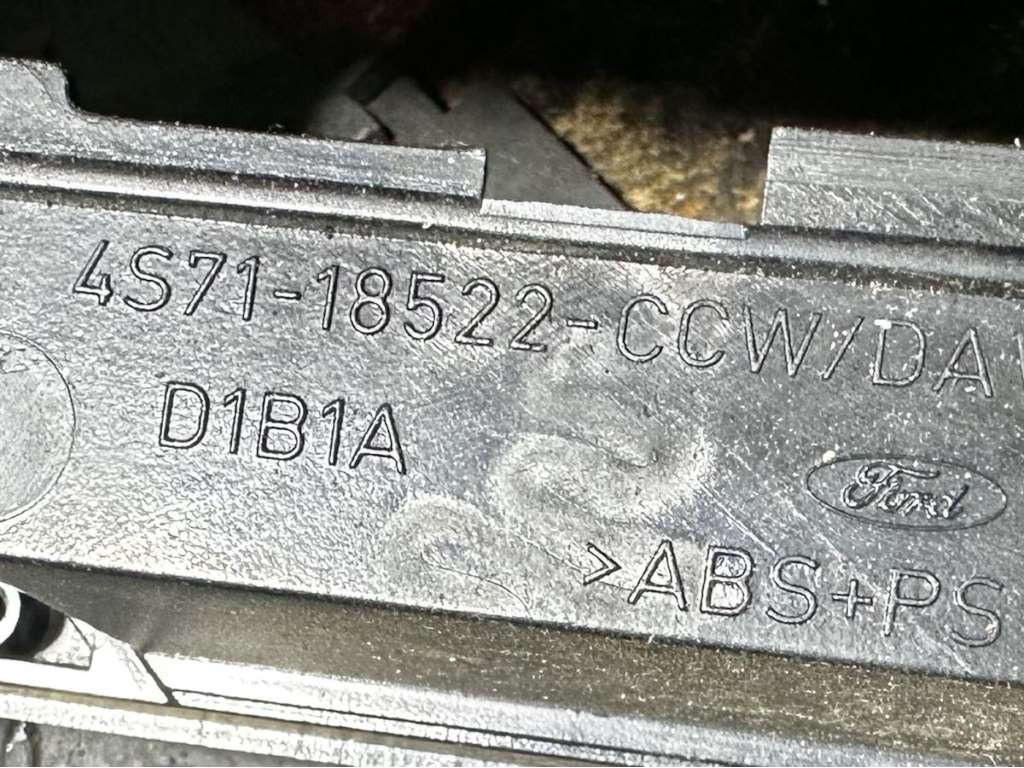 4S71-18522-CCW/DA
D1B1A
Ford
>ABS+PS